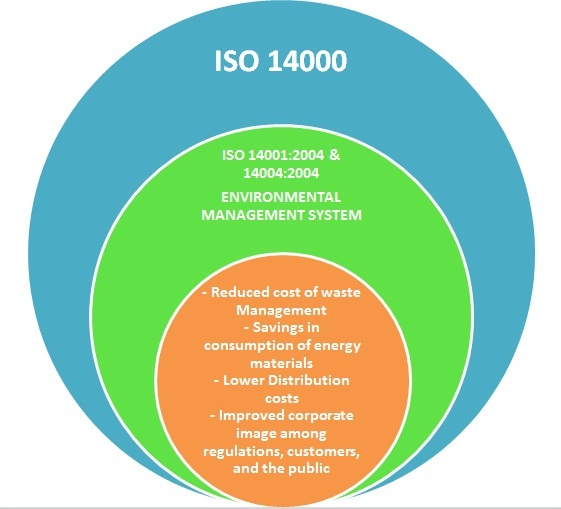 ISO 14000
ISO 14001:2004 &
14004:2004
ENVIRONMENTAL
MANAGEMENT SYSTEM
- Reduced cost of waste
Management
- Savings in
consumption of energy
materials
- Lower Distribution
costs
- Improved corporate
image among
regulations, customers,
and the public